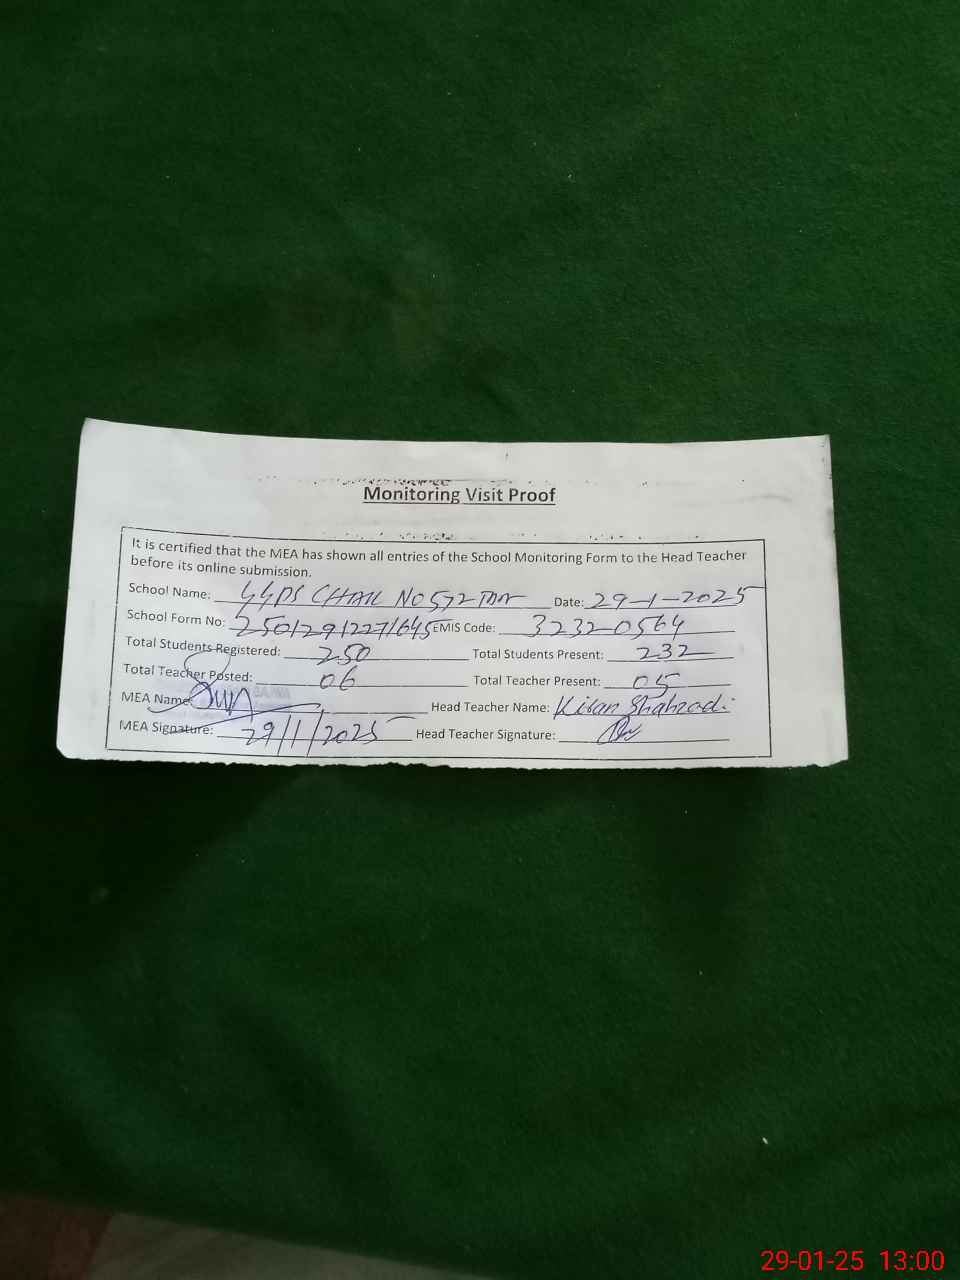 Monitoring Visit Proof
It is certified that the MEA has shown all entries of the School Monitoring Form to the Head Teacher
before its online submission.
School Name: GGPS CHAK NO 572 Date: 29-1-2025
School Form No: 25012912271645 EMIS Code: 32320564
Total Students Registered: 250 Total Students Present: 232
Total Teacher Posted: 06 Total Teacher Present: 05
MEA Name: Head Teacher Name: Kiran Shahzadi
MEA Signature: 29/1/2025 Head Teacher Signature:
29-01-25 13:00